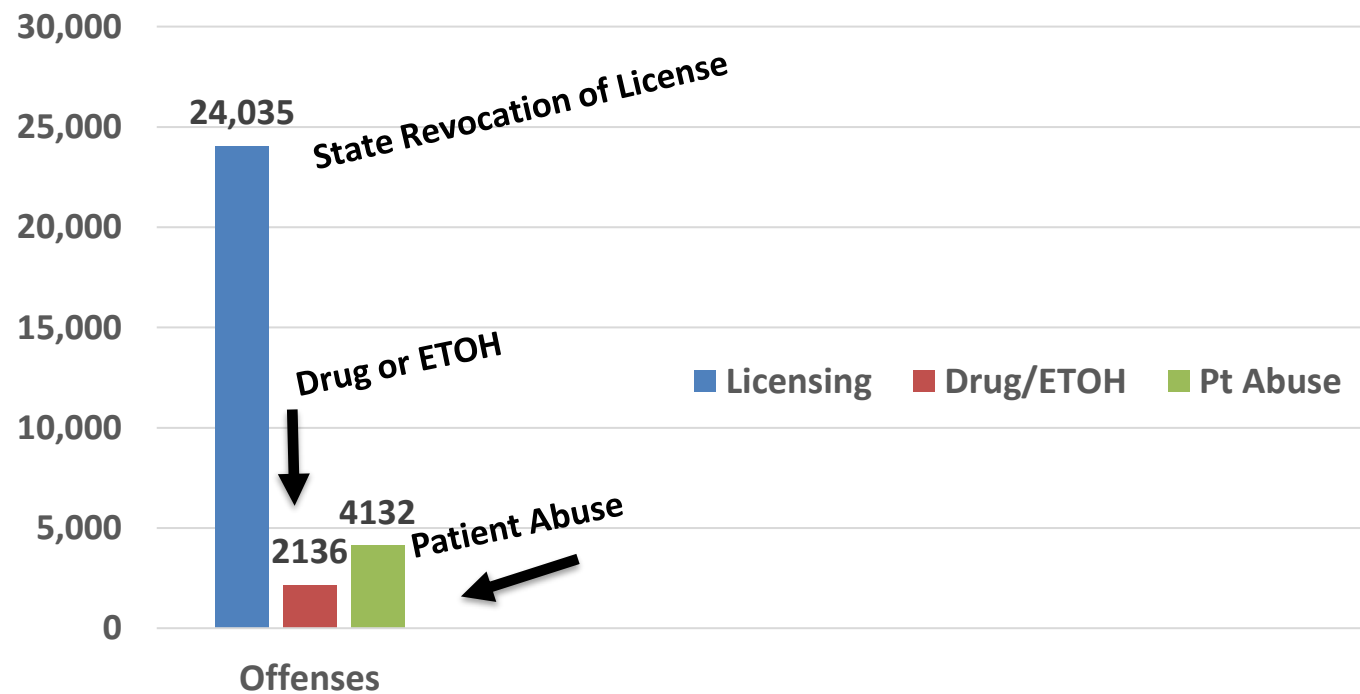 30,000
24,035
State Revocation of License
25,000
20,000
15,000
Drug or ETOH
Licensing Drug/ETOH Pt Abuse
10,000
4132
Patient Abuse
5,000
2136
0
Offenses